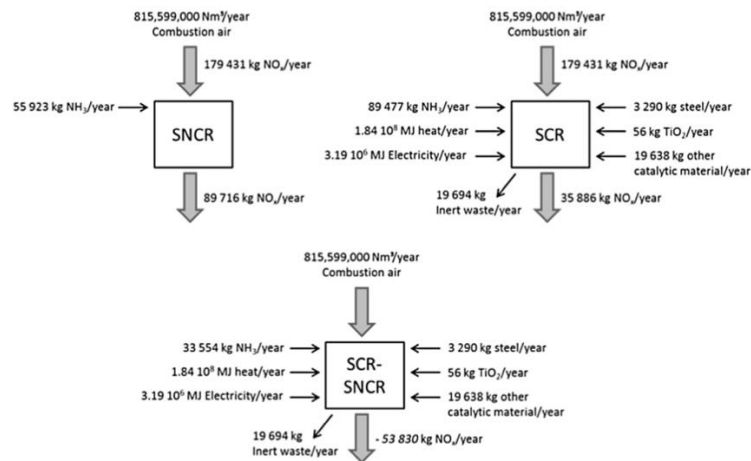 815,599,000 Nm³/year
Combustion air
179 431 kg NOₓ/year
55 923 kg NH₃/year
SNCR
89 716 kg NOₓ/year
815,599,000 Nm³/year
Combustion air
179 431 kg NOₓ/year
89 477 kg NH₃/year
1.84 10⁸ MJ heat/year
3.19 10⁶ MJ Electricity/year
SCR
3 290 kg steel/year
56 kg TiO₂/year
19 638 kg other
catalytic material/year
19 694 kg
Inert waste/year
35 886 kg NOₓ/year
815,599,000 Nm³/year
Combustion air
33 554 kg NH₃/year
1.84 10⁸ MJ heat/year
3.19 10⁶ MJ Electricity/year
SCR-
SNCR
3 290 kg steel/year
56 kg TiO₂/year
19 638 kg other
catalytic material/year
19 694 kg
Inert waste/year
- 53 830 kg NOₓ/year